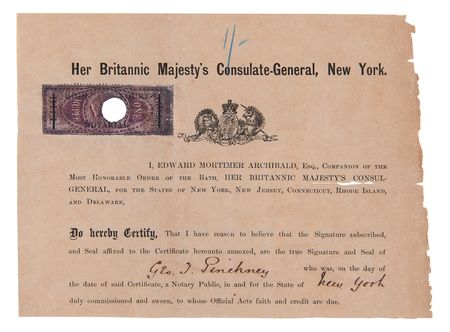 1/-
Her Britannic Majesty's Consulate-General, New York.
NOTARIAL
I, EDWARD MORTIMER ARCHIBALD, Esq., Companion of the
Most Honorable Order of the Bath, HER BRITANNIC MAJESTY'S CONSUL-
GENERAL, for the States of New York, New Jersey, Connecticut, Rhode Island,
and Delaware,
Do hereby Certify, That I have reason to believe that the Signature subscribed,
and Seal affixed to the Certificate hereunto annexed, are the true Signature and Seal of
Geo. T. Pinckney who was, on the day of
the date of said Certificate, a Notary Public, in and for the State of New York
duly commissioned and sworn, to whose Official Acts faith and credit are due.